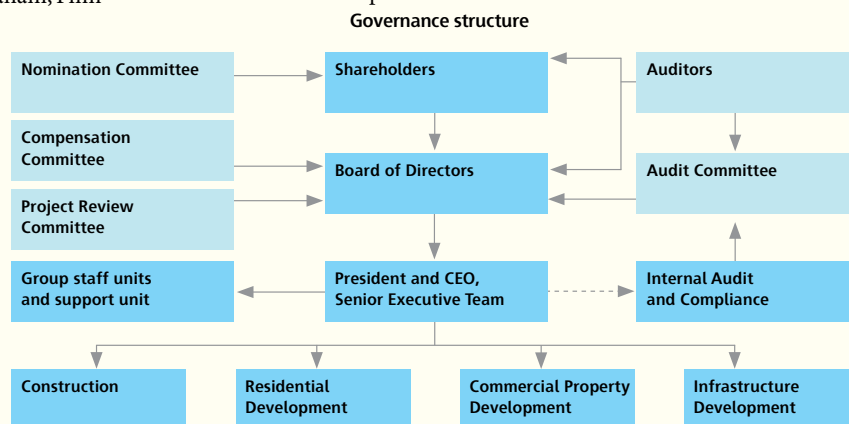 Governance structure
Nomination Committee
Shareholders
Auditors
Compensation
Committee
Board of Directors
Audit Committee
Project Review
Committee
Group staff units
and support unit
President and CEO,
Senior Executive Team
Internal Audit
and Compliance
Construction
Residential
Development
Commercial Property
Development
Infrastructure
Development